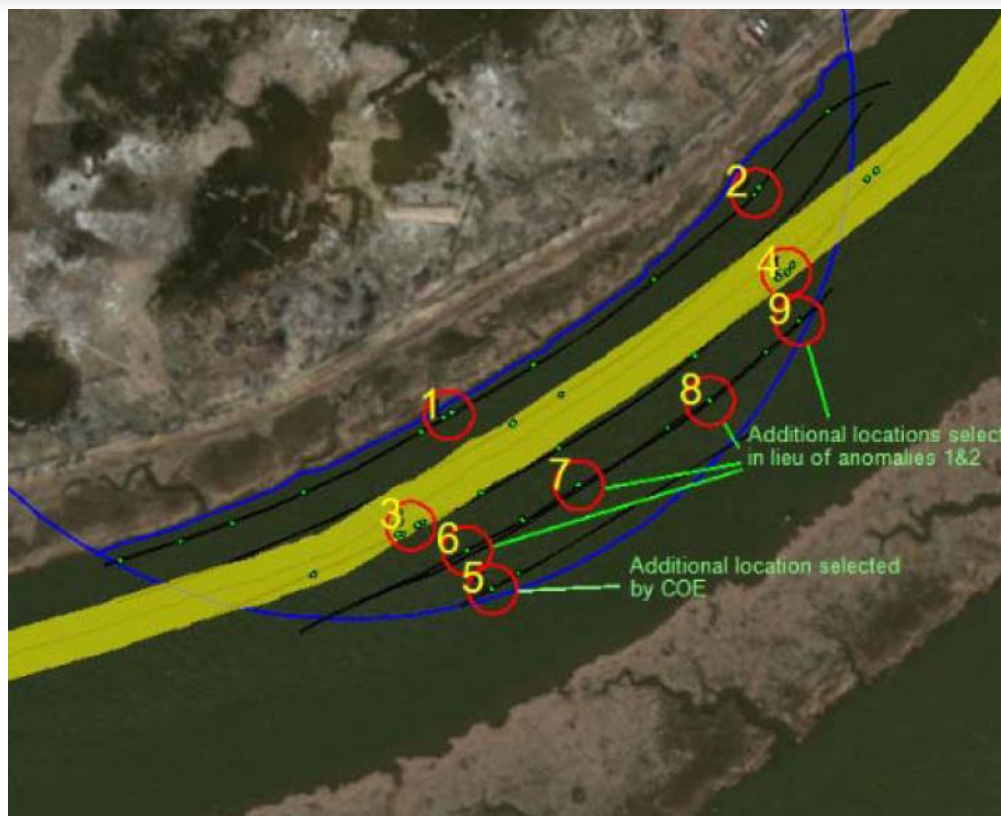 2
4
9
8
1
Additional locations select
in lieu of anomalies 1&2
7
3
6
5
Additional location selected
by COE